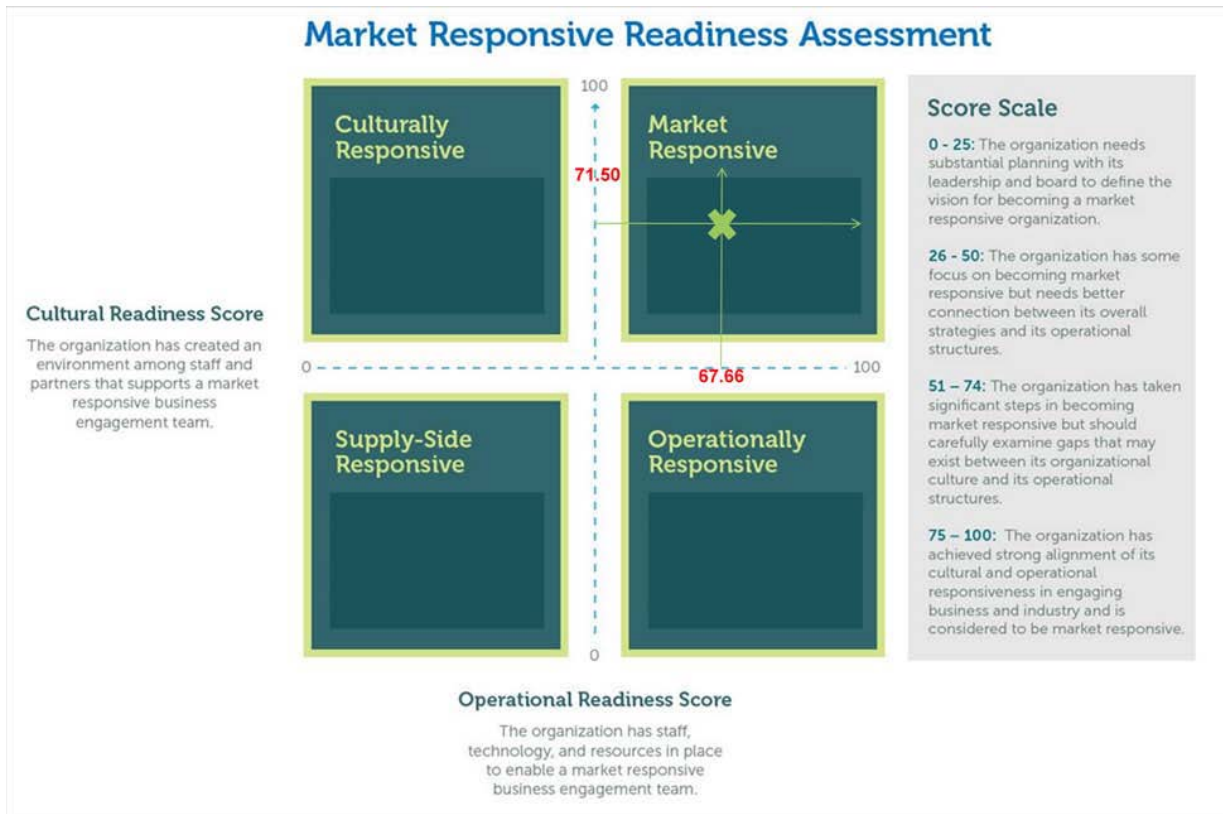 Market Responsive Readiness Assessment
100
Culturally
Responsive
Market
Responsive
71.50
Cultural Readiness Score
The organization has created an
environment among staff and
partners that supports a market
responsive business
engagement team.
0
100
67.66
Supply-Side
Responsive
Operationally
Responsive
0
Operational Readiness Score
The organization has staff,
technology, and resources in place
to enable a market responsive
business engagement team.
Score Scale
0 - 25: The organization needs
substantial planning with its
leadership and board to define the
vision for becoming a market
responsive organization.
26 - 50: The organization has some
focus on becoming market
responsive but needs better
connection between its overall
strategies and its operational
structures.
51 – 74: The organization has taken
significant steps in becoming
market responsive but should
carefully examine gaps that may
exist between its organizational
culture and its operational
structures.
75 – 100: The organization has
achieved strong alignment of its
cultural and operational
responsiveness in engaging
business and industry and is
considered to be market responsive.